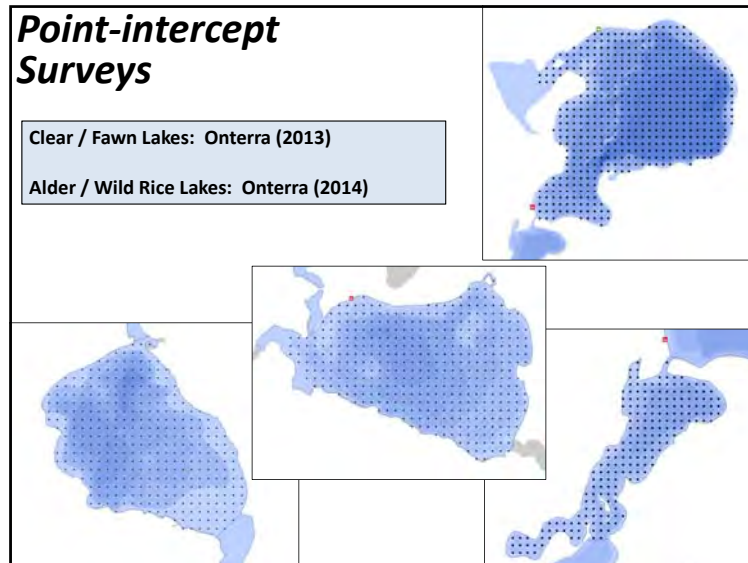 Point-intercept
Surveys
Clear / Fawn Lakes: Onterra (2013)
Alder / Wild Rice Lakes: Onterra (2014)